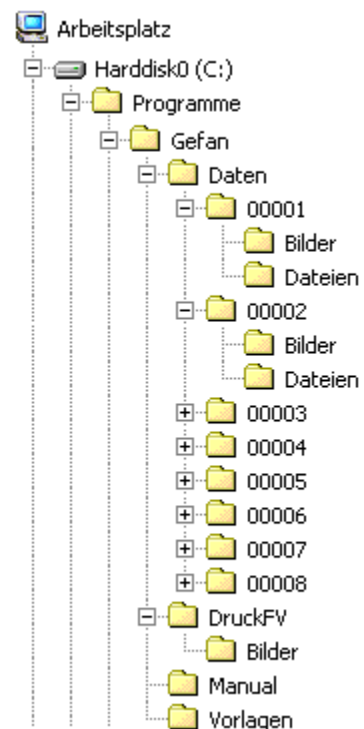 Arbeitsplatz
Harddisk0 (C:)
Programme
Gefan
Daten
00001
Bilder
Dateien
00002
Bilder
Dateien
00003
00004
00005
00006
00007
00008
DruckFV
Bilder
Manual
Vorlagen